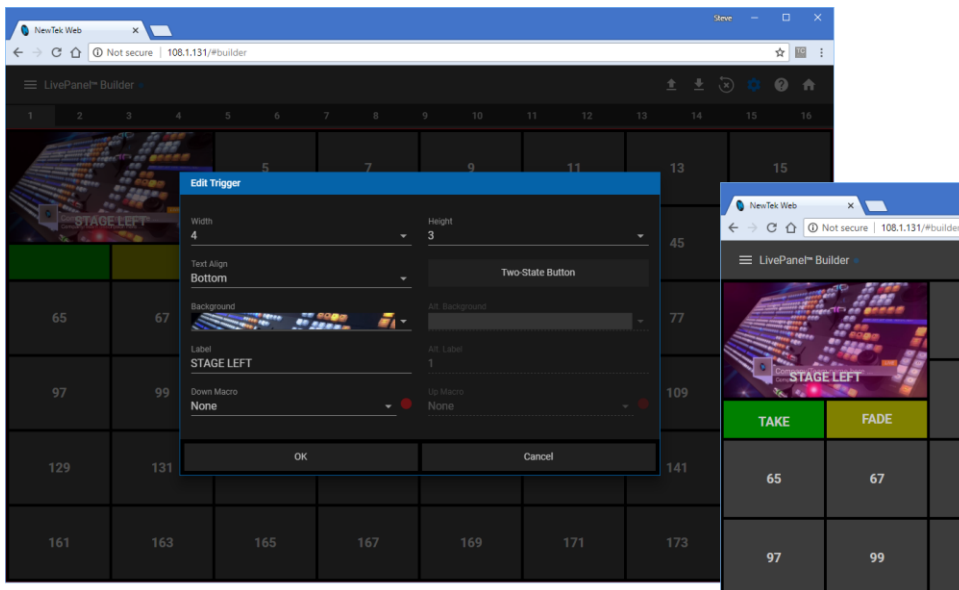 Steve
NewTek Web
Not secure | 108.1.131/#builder
LivePanel™ Builder
1 2 3 4 5 6 7 8 9 10 11 12 13 14 15 16
5 7 9 11 13 15
STAGE LEFT
Edit Trigger
Width
4
Height
3
45
Text Align
Bottom
Two-State Button
Background
Alt. Background
65 67 77
Label
STAGE LEFT
Alt. Label
1
Down Macro
None
Up Macro
None
97 99 109
OK
Cancel
129 131 141
161 163 165 167 169 171 173
NewTek Web
Not secure | 108.1.131/#builder
LivePanel™ Builder
STAGE LEFT
TAKE FADE
65 67
97 99